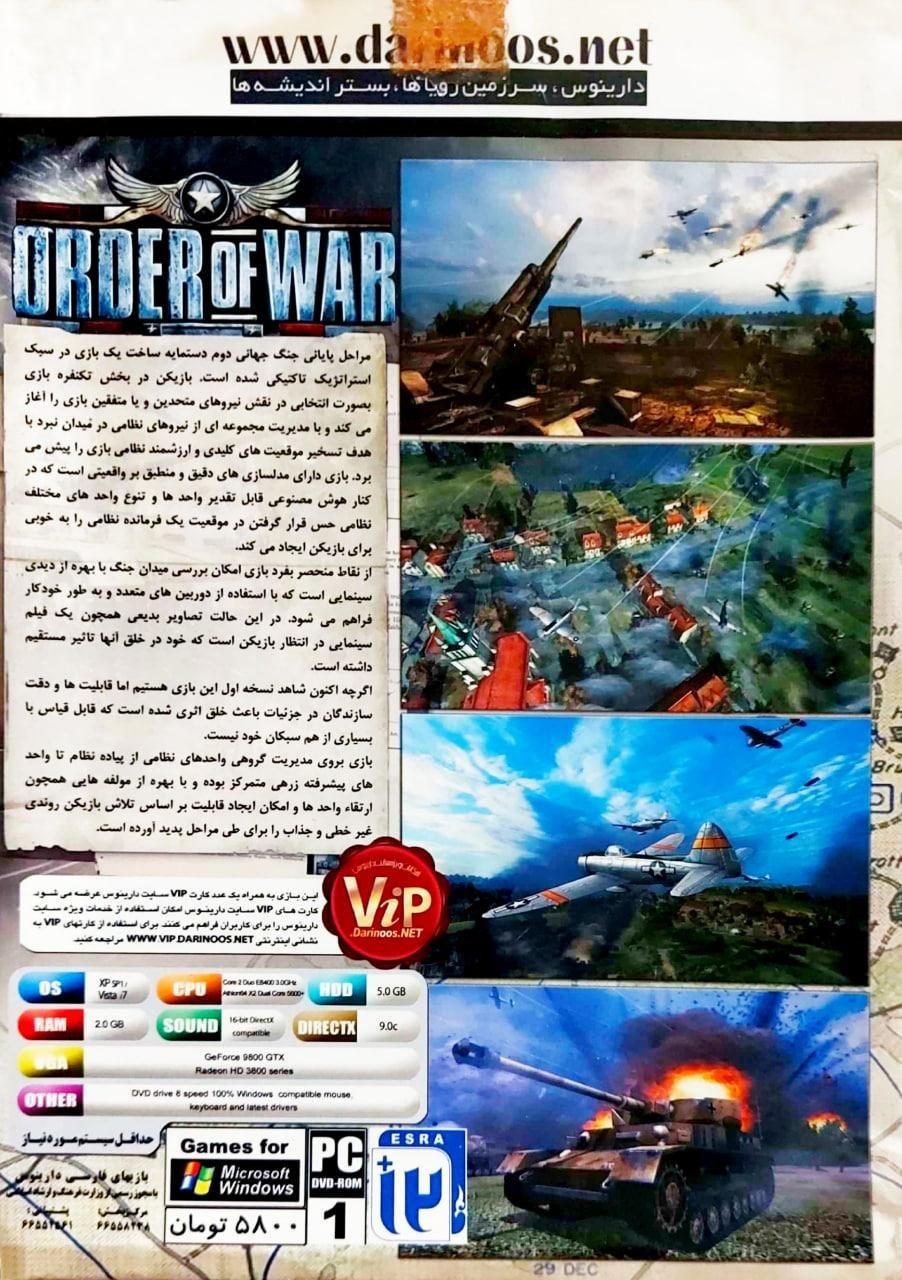 www.darinoos.net
دارینوس، سرزمین رویاها، بستر اندیشه ها
ORDER OF WAR
مراحل پایانی جنگ جهانی دوم دستمایه ساخت یک بازی در سبک
استراتژیک تاکتیکی شده است. بازیکن در بخش تکنفره بازی
بصورت انتخابی در نقش نیروهای متحدین و یا متفقین بازی را آغاز
می کند و با مدیریت مجموعه ای از نیروهای نظامی در میدان نبرد با
هدف تسخیر موقعیت های کلیدی و ارزشمند نظامی بازی را پیش می
برد. بازی دارای مدلسازی های دقیق و منطبق بر واقعیتی است که در
کنار هوش مصنوعی قابل تقدیر واحد ها و تنوع واحد های مختلف
نظامی حس قرار گرفتن در موقعیت یک فرمانده نظامی را به خوبی
برای بازیکن ایجاد می کند.
از نقاط منحصر بفرد بازی امکان بررسی میدان جنگ با بهره از دیدی
سینمایی است که با استفاده از دوربین های متعدد و به طور خودکار
فراهم می شود. در این حالت تصاویر بدیعی همچون یک فیلم
سینمایی در انتظار بازیکن است که خود در خلق آنها تاثیر مستقیم
داشته است.
اگرچه اکنون شاهد نسخه اول این بازی هستیم اما قابلیت ها و دقت
سازندگان در جزئیات باعث خلق اثری شده است که قابل قیاس با
بسیاری از هم سبکان خود نیست.
بازی بروی مدیریت گروهی واحدهای نظامی از پیاده نظام تا واحد
های پیشرفته زرهی متمرکز بوده و با بهره از مولفه هایی همچون
ارتقاء واحد ها و امکان ایجاد قابلیت بر اساس تلاش بازیکن روندی
غیر خطی و جذاب را برای طی مراحل پدید آورده است.
این بازی به همراه یک عدد کارت VIP سایت دارینوس عرضه می شود.
کارت های VIP سایت دارینوس امکان استفاده از خدمات ویژه سایت
دارینوس را برای کاربران فراهم می کنند. برای استفاده از کارتهای VIP به
نشانی اینترنتی WWW.VIP.DARINOOS.NET مراجعه کنید
ViP
.Darinoos.NET
OS XP SP1/ Vista /7
CPU Core 2 Duo E8400 3.0GHz Athlon64 X2 Dual Core 5600+
HDD 5.0 GB
RAM 2.0 GB
SOUND 16-bit DirectX compatible
DIRECTX 9.0c
VGA GeForce 9800 GTX
Radeon HD 3800 series
OTHER DVD drive 8 speed 100% Windows compatible mouse,
keyboard and latest drivers
حداقل سیستم مورد نیاز
بازیهای فارسی دارینوس
با مجوز رسمی از وزارت فرهنگ و ارشاد اسلامی
مرکز پخش: پشتیبانی:
Games for
Microsoft
Windows
۵۸۰۰ تومان
PC
DVD-ROM
1
ESRA
+۱۲
29 DEC